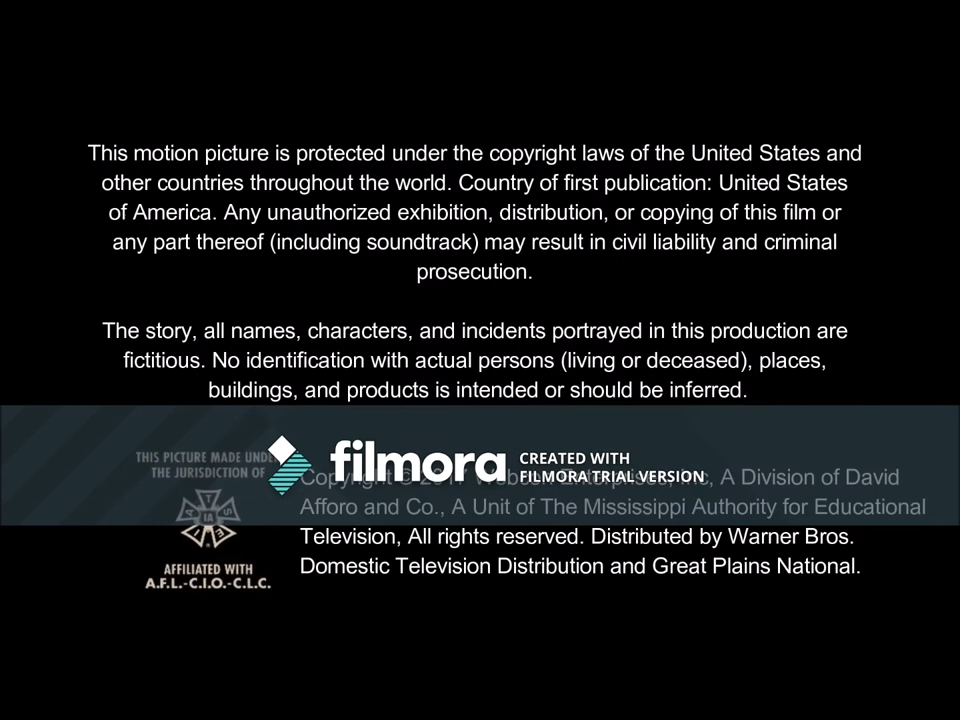 This motion picture is protected under the copyright laws of the United States and
other countries throughout the world. Country of first publication: United States
of America. Any unauthorized exhibition, distribution, or copying of this film or
any part thereof (including soundtrack) may result in civil liability and criminal
prosecution.
The story, all names, characters, and incidents portrayed in this production are
fictitious. No identification with actual persons (living or deceased), places,
buildings, and products is intended or should be inferred.
THIS PICTURE MADE UNDER
THE JURISDICTION OF
IATSE
AFFILIATED WITH
A.F.L.-C.I.O.-C.L.C.
filmora
CREATED WITH
FILMORA TRIAL VERSION
Copyright © Inc, A Division of David
Afforo and Co., A Unit of The Mississippi Authority for Educational
Television, All rights reserved. Distributed by Warner Bros.
Domestic Television Distribution and Great Plains National.